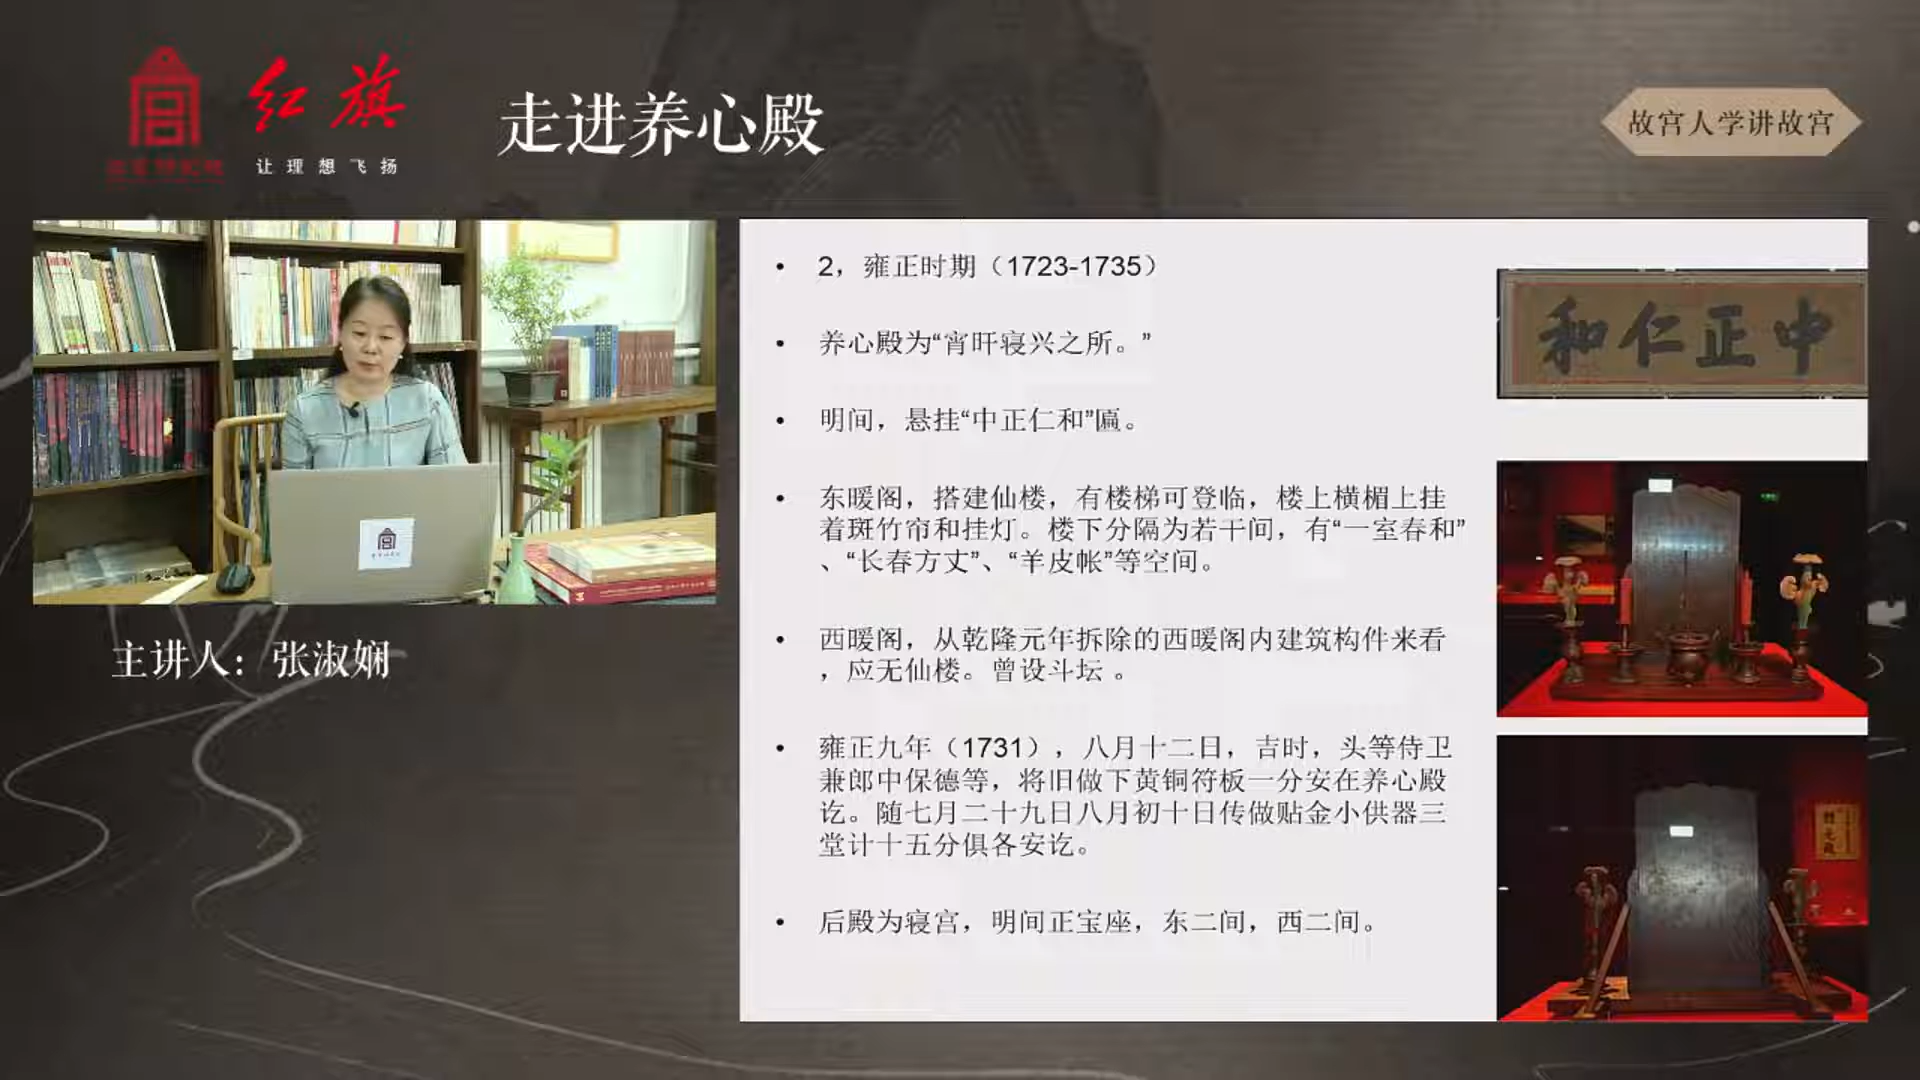 红旗
让理想飞扬
走进养心殿
故宫人学讲故宫
主讲人：张淑娴
• 2，雍正时期（1723-1735）
• 养心殿为“宵旰寝兴之所。”
• 明间，悬挂“中正仁和”匾。
• 东暖阁，搭建仙楼，有楼梯可登临，楼上横楣上挂
着斑竹帘和挂灯。楼下分隔为若干间，有“一室春和”
、“长春方丈”、“羊皮帐”等空间。
• 西暖阁，从乾隆元年拆除的西暖阁内建筑构件来看
，应无仙楼。曾设斗坛 。
• 雍正九年（1731），八月十二日，吉时，头等侍卫
兼郎中保德等，将旧做下黄铜符板一分安在养心殿
讫。随七月二十九日八月初十日传做贴金小供器三
堂计十五分俱各安讫。
• 后殿为寝宫，明间正宝座，东二间，西二间。
中正仁和